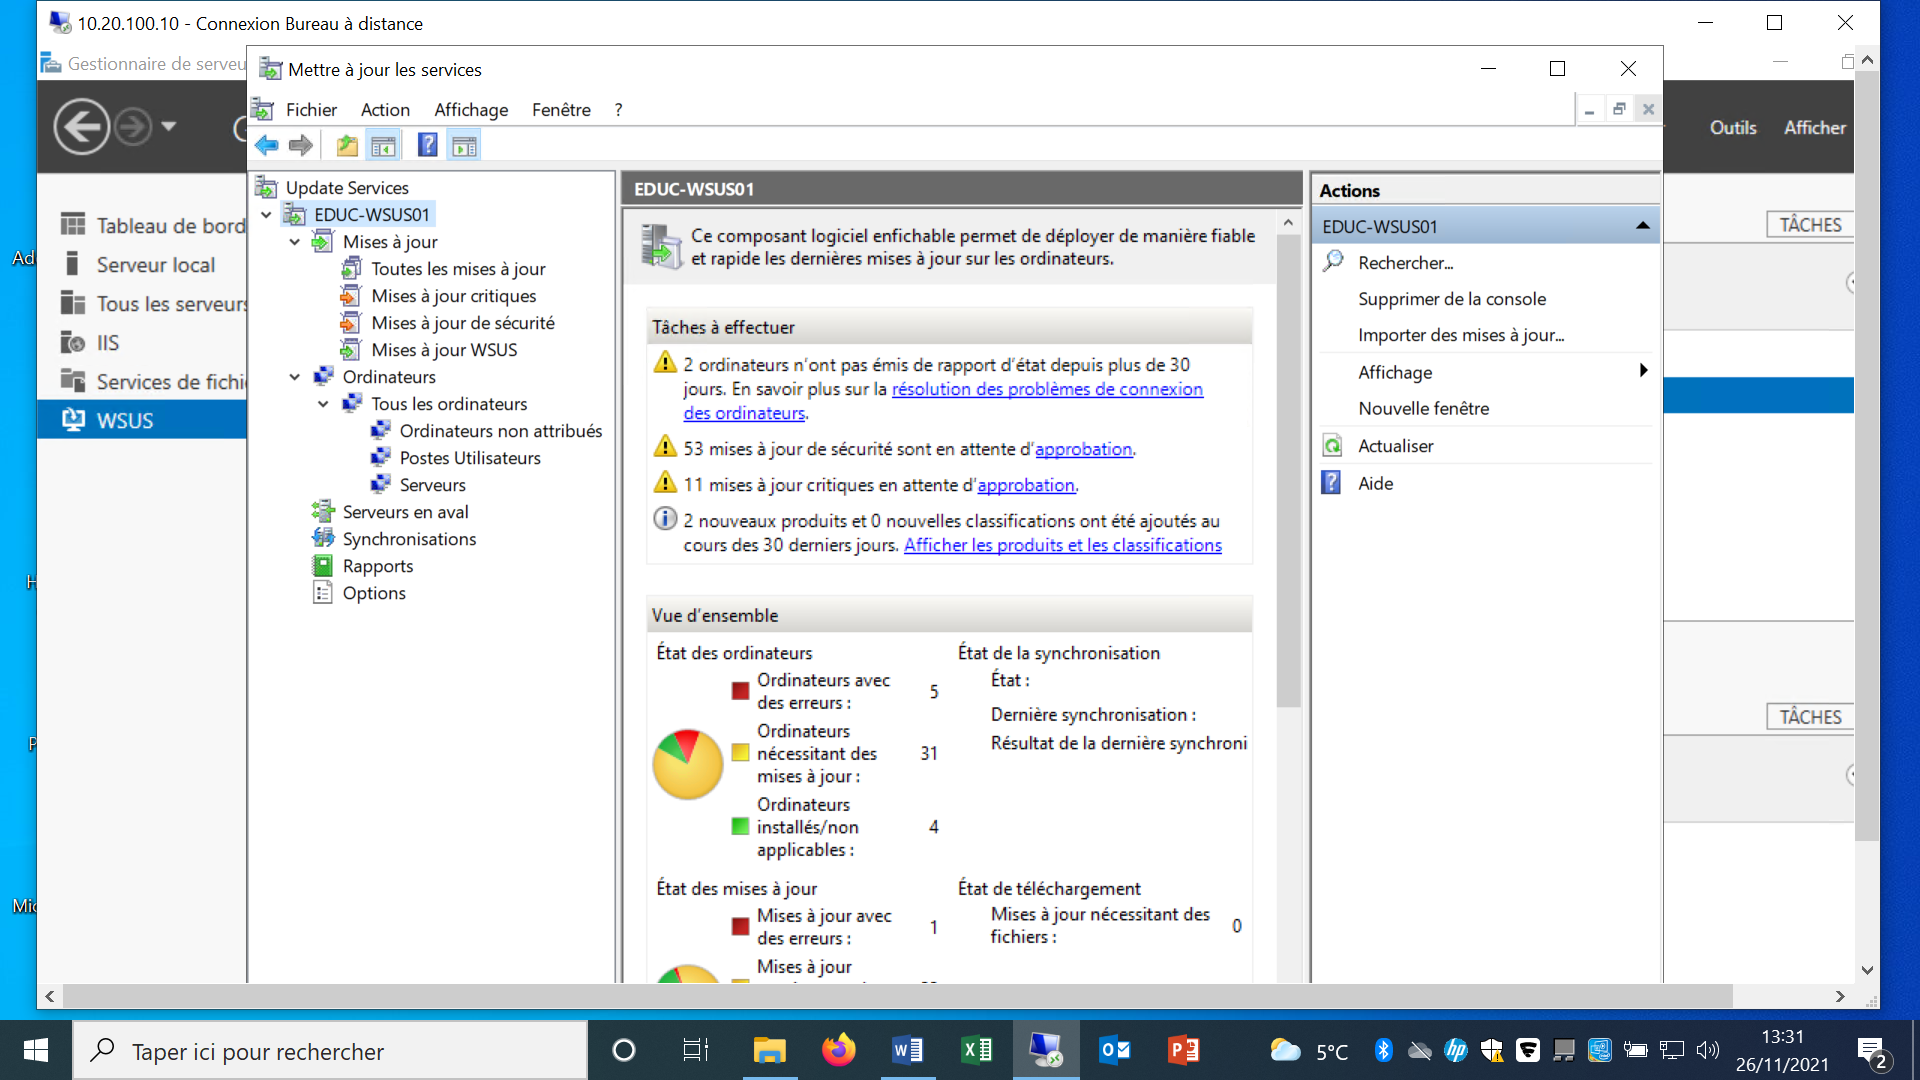 10.20.100.10 - Connexion Bureau à distance
Gestionnaire de serveu
Mettre à jour les services
Fichier Action Affichage Fenêtre ?
Outils Afficher
Tableau de bord
Serveur local
Tous les serveurs
IIS
Services de fichi
WSUS
Update Services
EDUC-WSUS01
Mises à jour
Toutes les mises à jour
Mises à jour critiques
Mises à jour de sécurité
Mises à jour WSUS
Ordinateurs
Tous les ordinateurs
Ordinateurs non attribués
Postes Utilisateurs
Serveurs
Serveurs en aval
Synchronisations
Rapports
Options
EDUC-WSUS01
Ce composant logiciel enfichable permet de déployer de manière fiable
et rapide les dernières mises à jour sur les ordinateurs.
Tâches à effectuer
2 ordinateurs n'ont pas émis de rapport d'état depuis plus de 30
jours. En savoir plus sur la résolution des problèmes de connexion
des ordinateurs.
53 mises à jour de sécurité sont en attente d'approbation.
11 mises à jour critiques en attente d'approbation.
2 nouveaux produits et 0 nouvelles classifications ont été ajoutés au
cours des 30 derniers jours. Afficher les produits et les classifications
Vue d'ensemble
État des ordinateurs
Ordinateurs avec
des erreurs : 5
Ordinateurs
nécessitant des 31
mises à jour :
Ordinateurs
installés/non 4
applicables :
État de la synchronisation
État :
Dernière synchronisation :
Résultat de la dernière synchroni
État des mises à jour
Mises à jour avec
des erreurs : 1
Mises à jour
État de téléchargement
Mises à jour nécessitant des
fichiers : 0
Actions
EDUC-WSUS01
Rechercher...
Supprimer de la console
Importer des mises à jour...
Affichage
Nouvelle fenêtre
Actualiser
Aide
TÂCHES
TÂCHES
Ad
H
P
Mic
Taper ici pour rechercher
5°C
13:31
26/11/2021
2